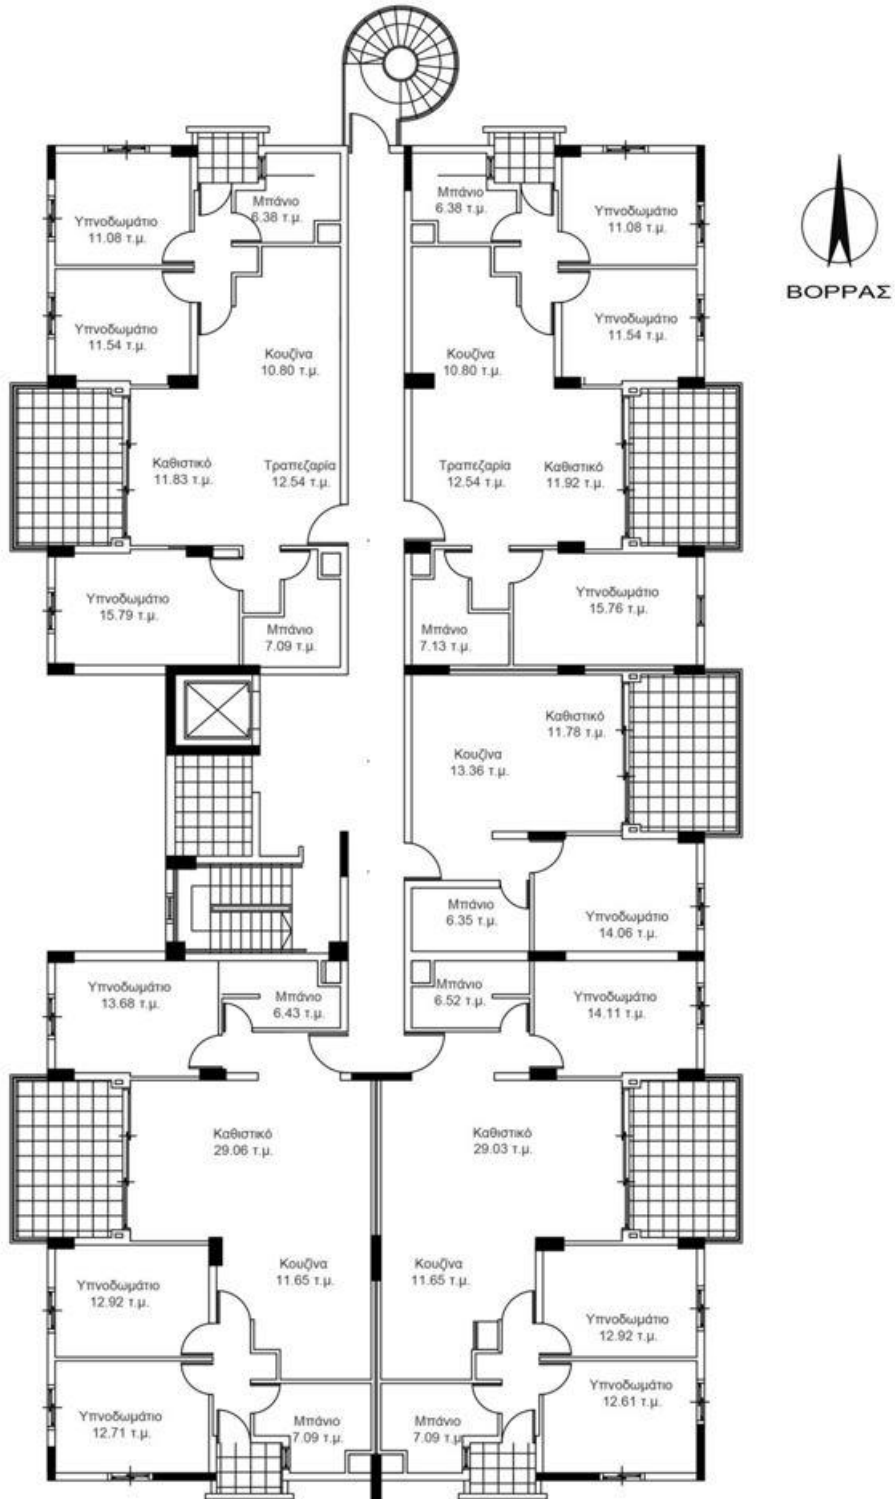 Μπάνιο
6.38 τ.μ.
Μπάνιο
6.38 τ.μ.
Υπνοδωμάτιο
11.08 τ.μ.
Υπνοδωμάτιο
11.08 τ.μ.
ΒΟΡΡΑΣ
Υπνοδωμάτιο
11.54 τ.μ.
Υπνοδωμάτιο
11.54 τ.μ.
Κουζίνα
10.80 τ.μ.
Κουζίνα
10.80 τ.μ.
Καθιστικό
11.83 τ.μ.
Τραπεζαρία
12.54 τ.μ.
Τραπεζαρία
12.54 τ.μ.
Καθιστικό
11.92 τ.μ.
Υπνοδωμάτιο
15.79 τ.μ.
Μπάνιο
7.09 τ.μ.
Μπάνιο
7.13 τ.μ.
Υπνοδωμάτιο
15.76 τ.μ.
Καθιστικό
11.78 τ.μ.
Κουζίνα
13.36 τ.μ.
Μπάνιο
6.35 τ.μ.
Υπνοδωμάτιο
14.06 τ.μ.
Υπνοδωμάτιο
13.68 τ.μ.
Μπάνιο
6.43 τ.μ.
Μπάνιο
6.52 τ.μ.
Υπνοδωμάτιο
14.11 τ.μ.
Καθιστικό
29.06 τ.μ.
Καθιστικό
29.03 τ.μ.
Κουζίνα
11.65 τ.μ.
Κουζίνα
11.65 τ.μ.
Υπνοδωμάτιο
12.92 τ.μ.
Υπνοδωμάτιο
12.92 τ.μ.
Υπνοδωμάτιο
12.71 τ.μ.
Μπάνιο
7.09 τ.μ.
Μπάνιο
7.09 τ.μ.
Υπνοδωμάτιο
12.61 τ.μ.